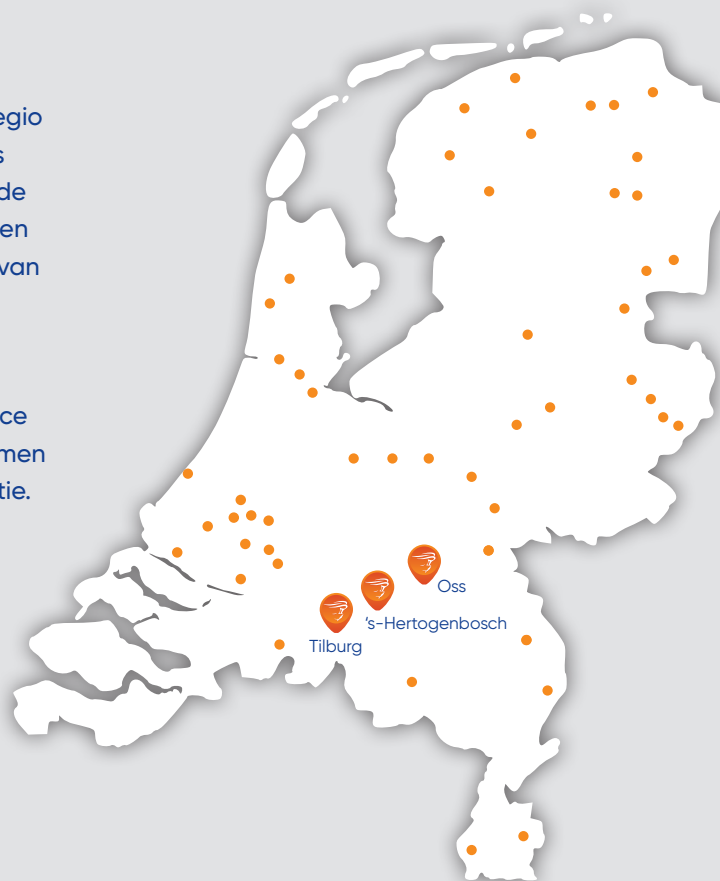 egio
s
de
en
van
ce
men
tie.
Oss
's-Hertogenbosch
Tilburg